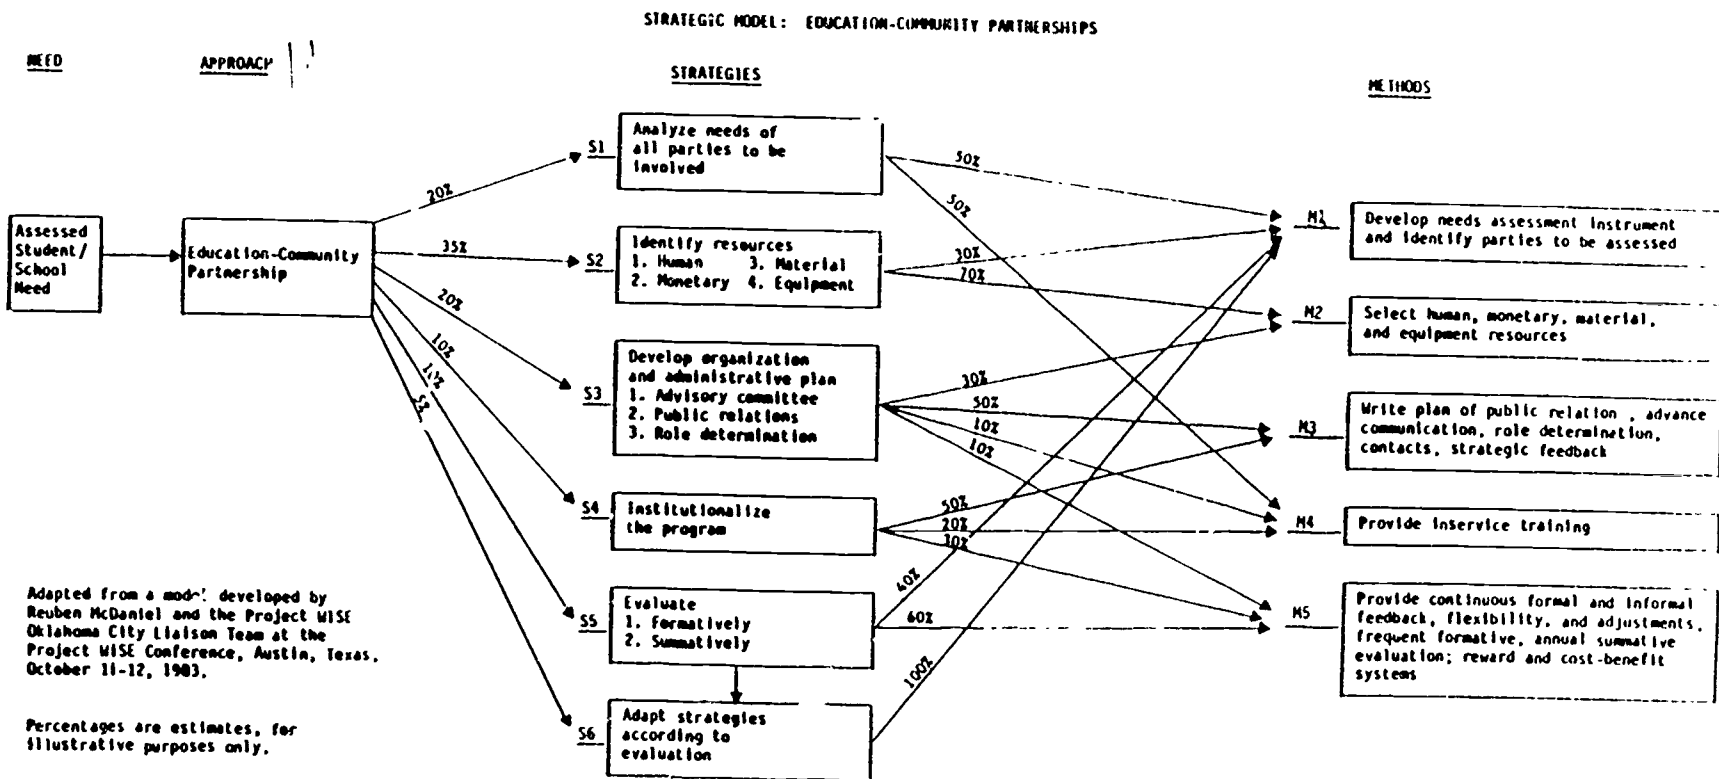 STRATEGIC MODEL: EDUCATION-COMMUNITY PARTNERSHIPS
NEED
APPROACH
STRATEGIES
METHODS
Assessed
Student/
School
Need
Education-Community
Partnership
20%
35%
20%
10%
5%
S1
Analyze needs of
all parties to be
involved
S2
Identify resources
1. Human 3. Material
2. Monetary 4. Equipment
S3
Develop organization
and administrative plan
1. Advisory committee
2. Public relations
3. Role determination
S4
Institutionalize
the program
S5
Evaluate
1. Formatively
2. Summatively
S6
Adapt strategies
according to
evaluation
50%
50%
30%
70%
30%
50%
10%
10%
50%
20%
30%
40%
60%
100%
M1
Develop needs assessment instrument
and identify parties to be assessed
M2
Select human, monetary, material,
and equipment resources
M3
Write plan of public relation , advance
communication, role determination,
contacts, strategic feedback
M4
Provide inservice training
M5
Provide continuous formal and informal
feedback, flexibility, and adjustments,
frequent formative, annual summative
evaluation; reward and cost-benefit
systems
Adapted from a model developed by
Reuben McDaniel and the Project WISE
Oklahoma City Liaison Team at the
Project WISE Conference, Austin, Texas,
October 11-12, 1983.
Percentages are estimates, for
illustrative purposes only.